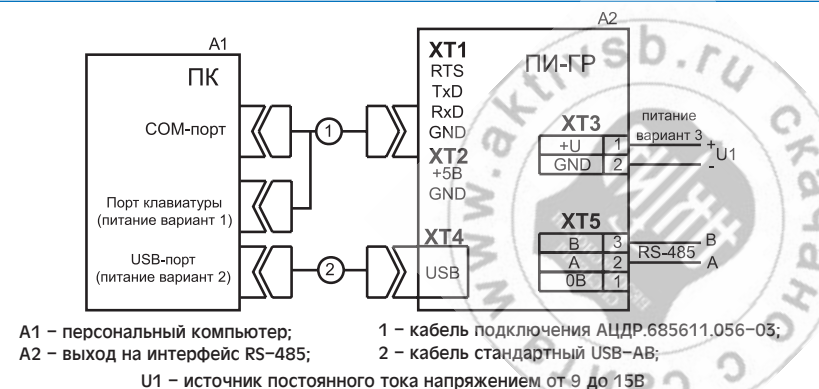 A1
A2
ПК
COM-порт
Порт клавиатуры
(питание вариант 1)
USB-порт
(питание вариант 2)
1
2
XT1
RTS
TxD
RxD
GND
XT2
+5В
GND
XT4
USB
ПИ-ГР
XT3
+U 1
GND 2
питание
вариант 3
+
U1
-
XT5
B 3
A 2
0В 1
RS-485
B
A
А1 – персональный компьютер;
А2 – выход на интерфейс RS-485;
1 – кабель подключения АЦДР.685611.056-03;
2 – кабель стандартный USB-AB;
U1 – источник постоянного тока напряжением от 9 до 15В